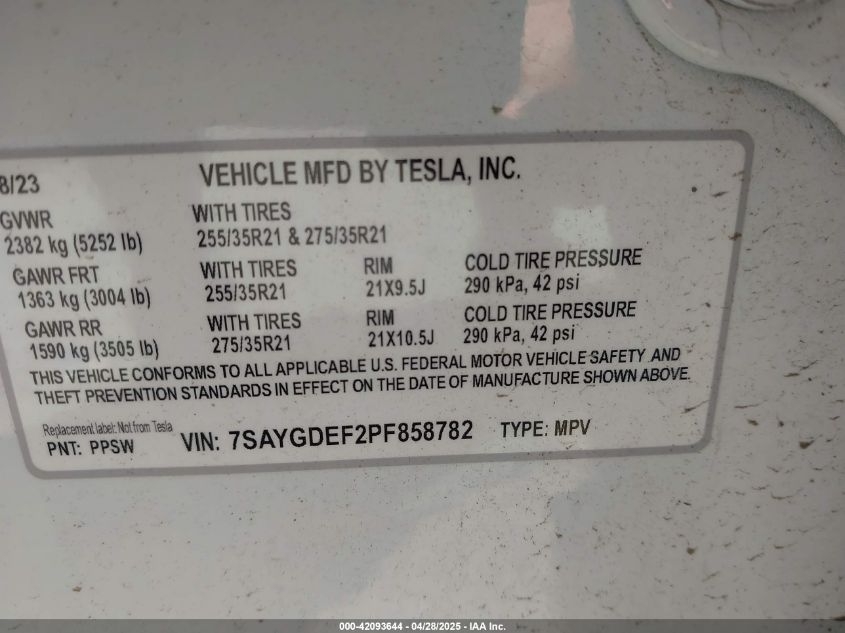 8/23 VEHICLE MFD BY TESLA, INC.
GVWR WITH TIRES
2382 kg (5252 lb) 255/35R21 & 275/35R21
GAWR FRT WITH TIRES RIM COLD TIRE PRESSURE
1363 kg (3004 lb) 255/35R21 21X9.5J 290 kPa, 42 psi
GAWR RR WITH TIRES RIM COLD TIRE PRESSURE
1590 kg (3505 lb) 275/35R21 21X10.5J 290 kPa, 42 psi
THIS VEHICLE CONFORMS TO ALL APPLICABLE U.S. FEDERAL MOTOR VEHICLE SAFETY AND
THEFT PREVENTION STANDARDS IN EFFECT ON THE DATE OF MANUFACTURE SHOWN ABOVE.
Replacement label: Not from Tesla
PNT: PPSW VIN: 7SAYGDEF2PF858782 TYPE: MPV
000-42093644 / 04/28/2025 - IAA Inc.